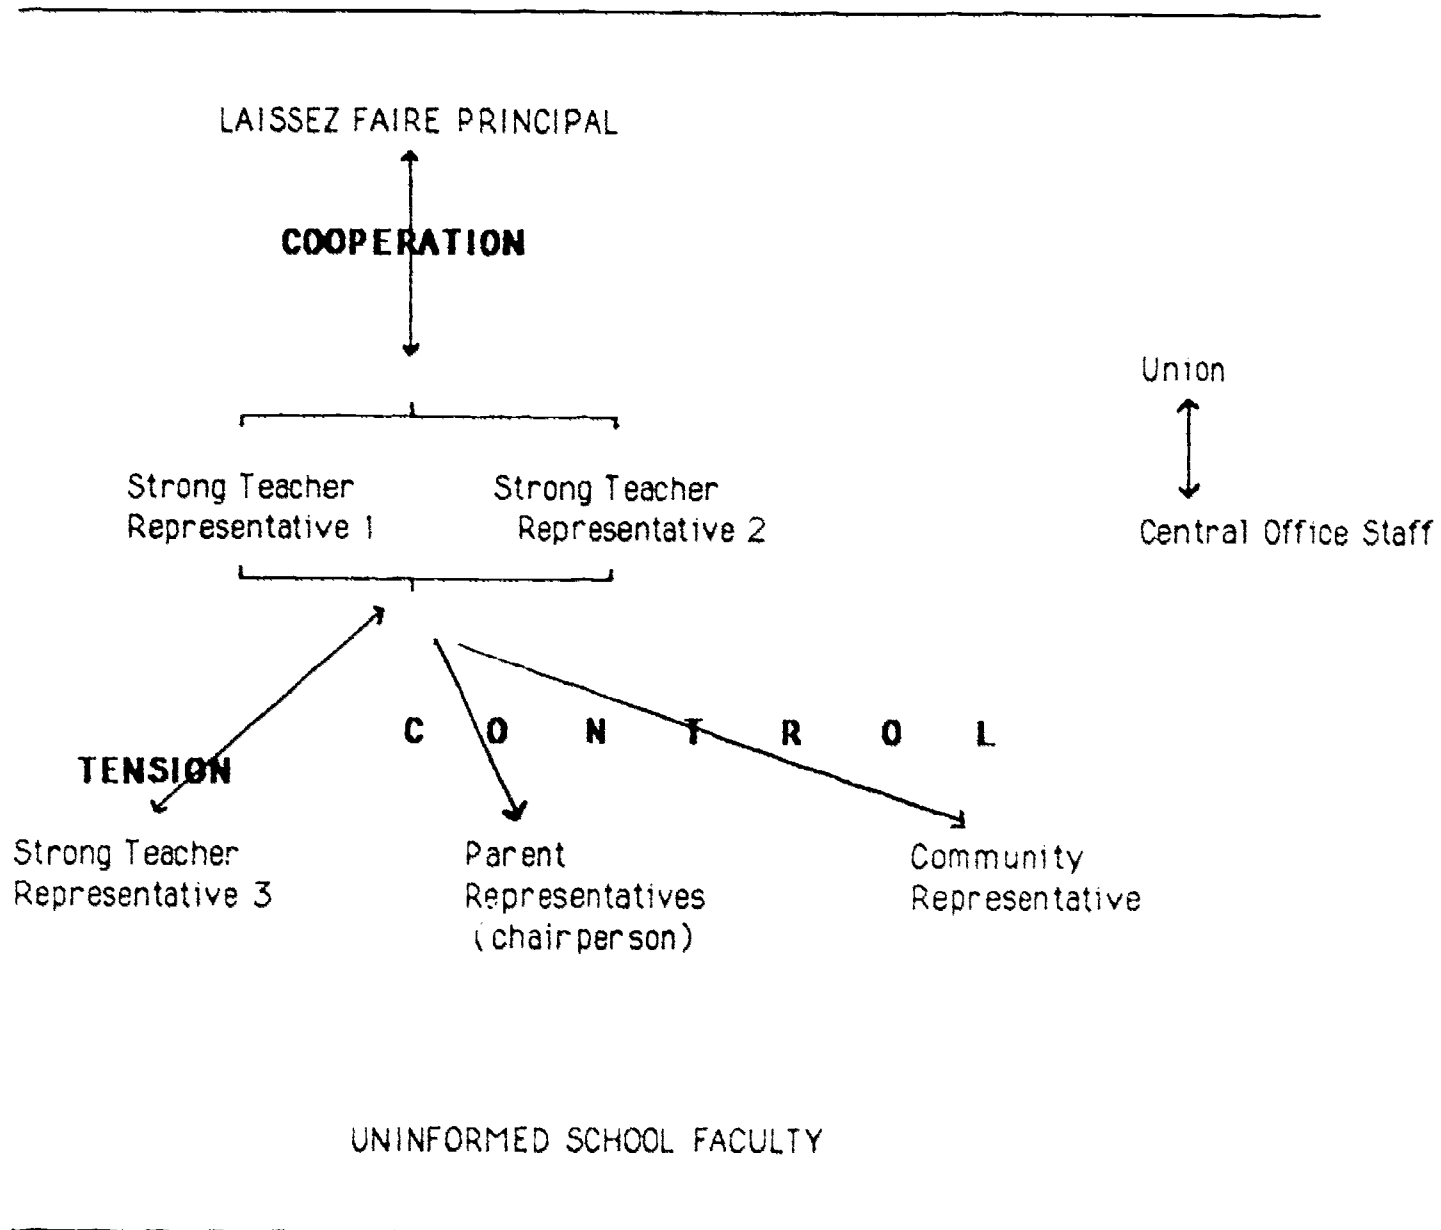 LAISSEZ FAIRE PRINCIPAL
COOPERATION
Union
Strong Teacher
Representative 1
Strong Teacher
Representative 2
Central Office Staff
C O N T R O L
TENSION
Strong Teacher
Representative 3
Parent
Representatives
(chairperson)
Community
Representative
UNINFORMED SCHOOL FACULTY